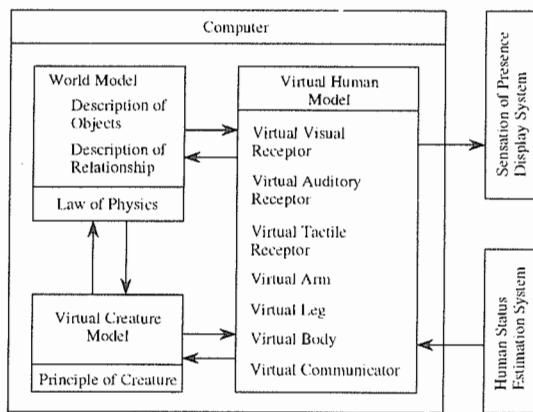 Computer
World Model
Description of
Objects
Description of
Relationship
Law of Physics
Virtual Creature
Model
Principle of Creature
Virtual Human
Model
Virtual Visual
Receptor
Virtual Auditory
Receptor
Virtual Tactile
Receptor
Virtual Arm
Virtual Leg
Virtual Body
Virtual Communicator
Sensation of Presence
Display System
Human Status
Estimation System